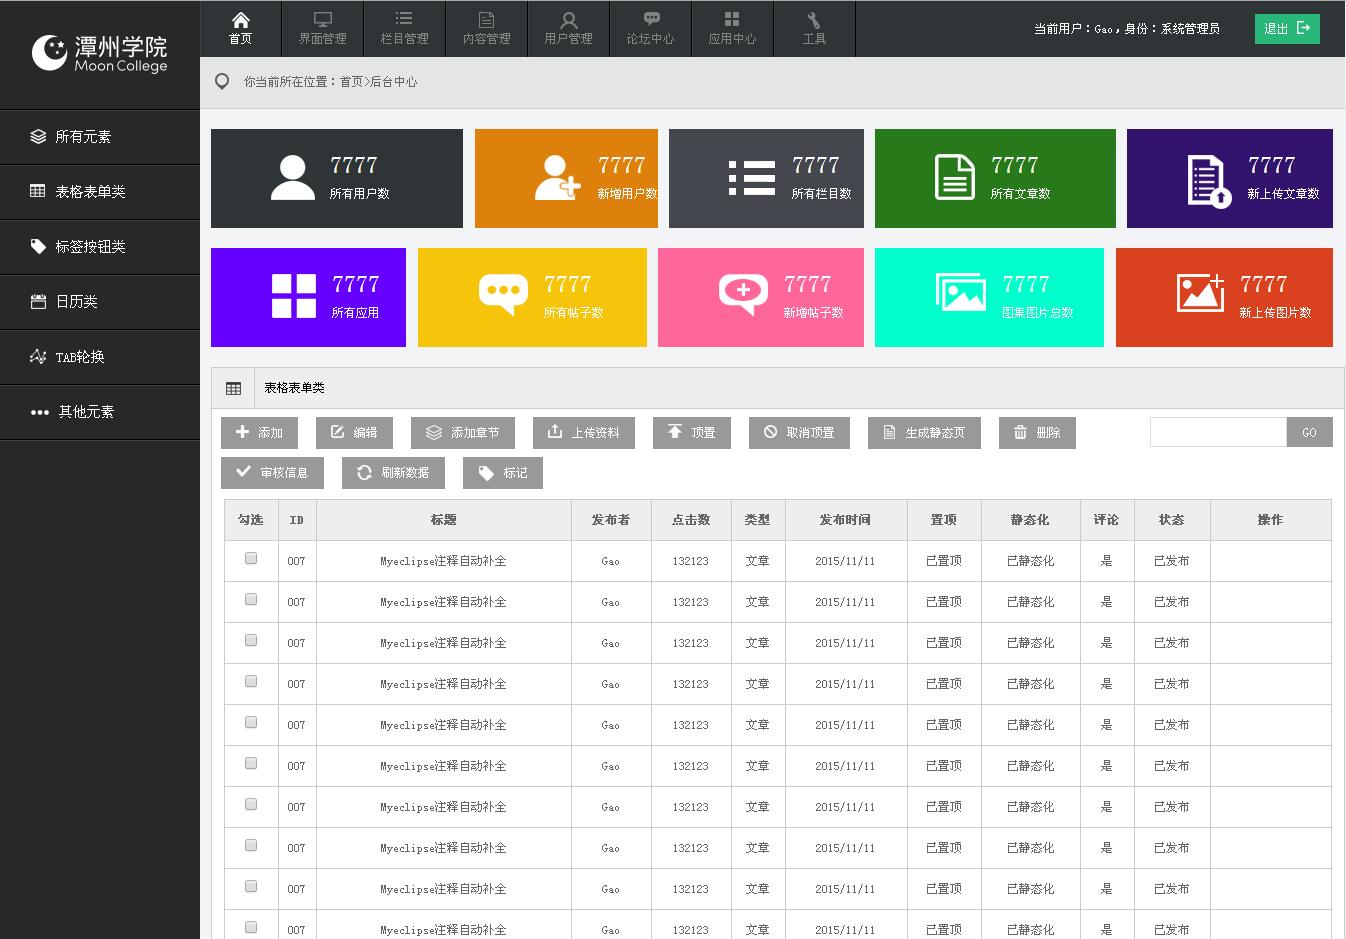 潭州学院
Moon College
首页 界面管理 栏目管理 内容管理 用户管理 论坛中心 应用中心 工具
当前用户：Gao，身份：系统管理员 退出
你当前所在位置：首页>后台中心
所有元素
表格表单类
标签按钮类
日历类
TAB轮换
其他元素
7777
所有用户数
7777
新增用户数
7777
所有栏目数
7777
所有文章数
7777
新上传文章数
7777
所有应用
7777
所有帖子数
7777
新增帖子数
7777
图集图片总数
7777
新上传图片数
表格表单类
添加 编辑 添加章节 上传资料 顶置 取消顶置 生成静态页 删除 GO
审核信息 刷新数据 标记
勾选 ID 标题 发布者 点击数 类型 发布时间 置顶 静态化 评论 状态 操作
007 Myeclipse注释自动补全 Gao 132123 文章 2015/11/11 已置顶 已静态化 是 已发布
007 Myeclipse注释自动补全 Gao 132123 文章 2015/11/11 已置顶 已静态化 是 已发布
007 Myeclipse注释自动补全 Gao 132123 文章 2015/11/11 已置顶 已静态化 是 已发布
007 Myeclipse注释自动补全 Gao 132123 文章 2015/11/11 已置顶 已静态化 是 已发布
007 Myeclipse注释自动补全 Gao 132123 文章 2015/11/11 已置顶 已静态化 是 已发布
007 Myeclipse注释自动补全 Gao 132123 文章 2015/11/11 已置顶 已静态化 是 已发布
007 Myeclipse注释自动补全 Gao 132123 文章 2015/11/11 已置顶 已静态化 是 已发布
007 Myeclipse注释自动补全 Gao 132123 文章 2015/11/11 已置顶 已静态化 是 已发布
007 Myeclipse注释自动补全 Gao 132123 文章 2015/11/11 已置顶 已静态化 是 已发布
007 Myeclipse注释自动补全 Gao 132123 文章 2015/11/11 已置顶 已静态化 是 已发布